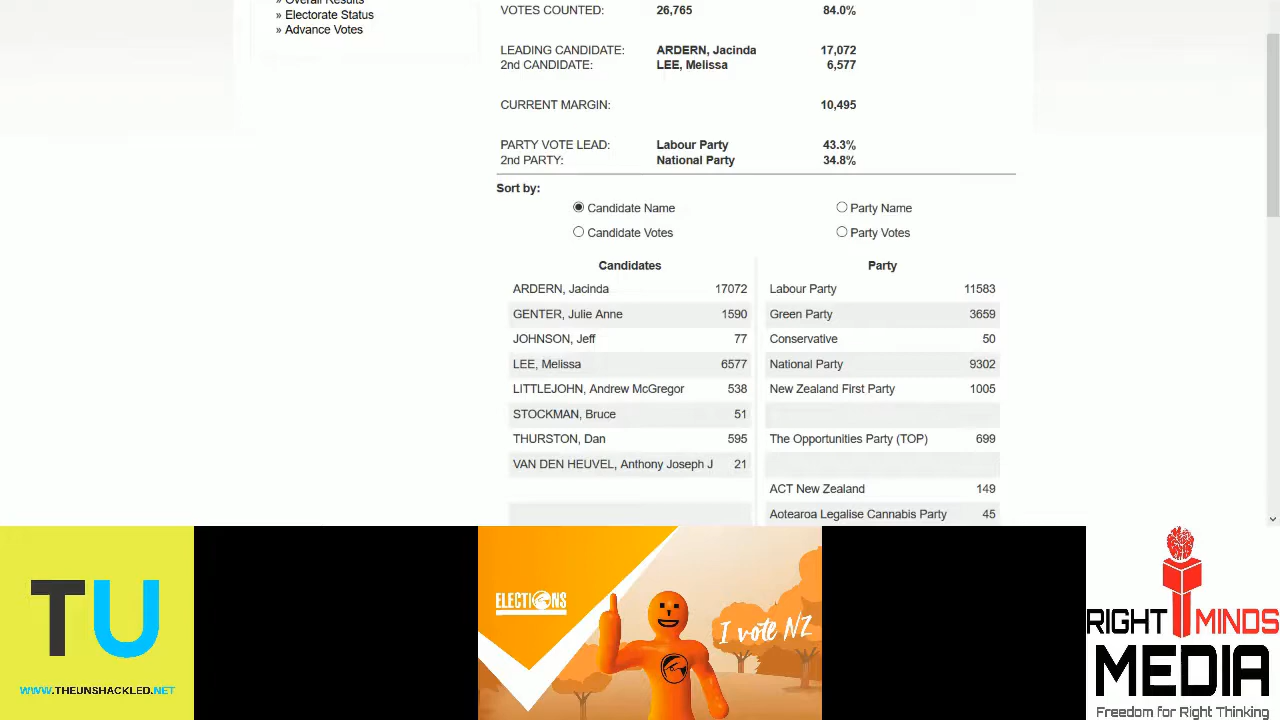 » Overall Results
» Electorate Status
» Advance Votes
VOTES COUNTED: 26,765 84.0%
LEADING CANDIDATE: ARDERN, Jacinda 17,072
2nd CANDIDATE: LEE, Melissa 6,577
CURRENT MARGIN: 10,495
PARTY VOTE LEAD: Labour Party 43.3%
2nd PARTY: National Party 34.8%
Sort by:
Candidate Name Party Name
Candidate Votes Party Votes
Candidates Party
ARDERN, Jacinda 17072 Labour Party 11583
GENTER, Julie Anne 1590 Green Party 3659
JOHNSON, Jeff 77 Conservative 50
LEE, Melissa 6577 National Party 9302
LITTLEJOHN, Andrew McGregor 538 New Zealand First Party 1005
STOCKMAN, Bruce 51
THURSTON, Dan 595 The Opportunities Party (TOP) 699
VAN DEN HEUVEL, Anthony Joseph J 21
ACT New Zealand 149
Aotearoa Legalise Cannabis Party 45
TU
WWW.THEUNSHACKLED.NET
ELECTIONS
I vote NZ
RIGHT MINDS
MEDIA
Freedom for Right Thinking